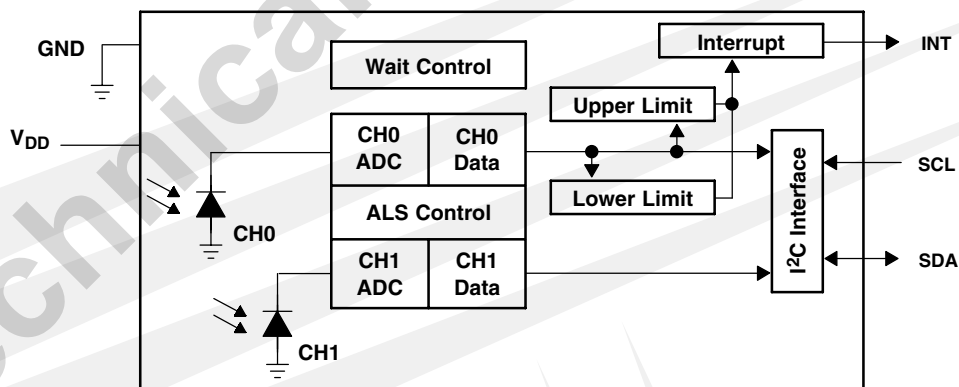 GND
Wait Control
Interrupt
INT
Upper Limit
VDD
CH0
ADC
CH0
Data
SCL
Lower Limit
ALS Control
CH0
I²C Interface
CH1
ADC
CH1
Data
SDA
CH1
chnical